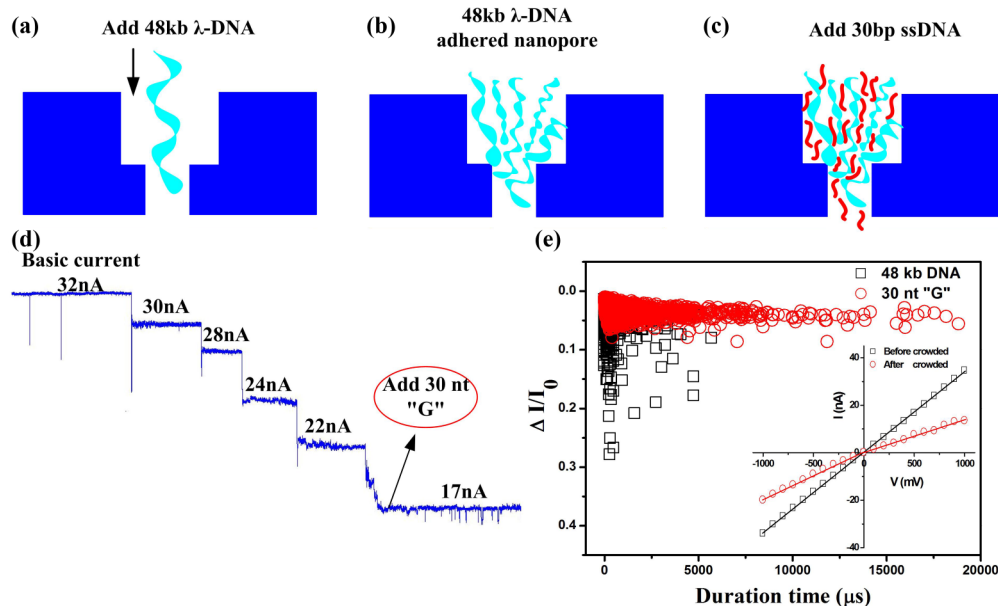 (a)
Add 48kb λ-DNA
(b)
48kb λ-DNA
adhered nanopore
(c)
Add 30bp ssDNA
(d)
Basic current
32nA
30nA
28nA
24nA
22nA
Add 30 nt
"G"
17nA
(e)
0.0
0.1
0.2
0.3
0.4
Δ I/I0
48 kb DNA
30 nt "G"
Before crowded
After crowded
40
20
0
-20
-40
I (nA)
-1000
-500
0
500
1000
V (mV)
0
5000
10000
15000
20000
Duration time (μs)